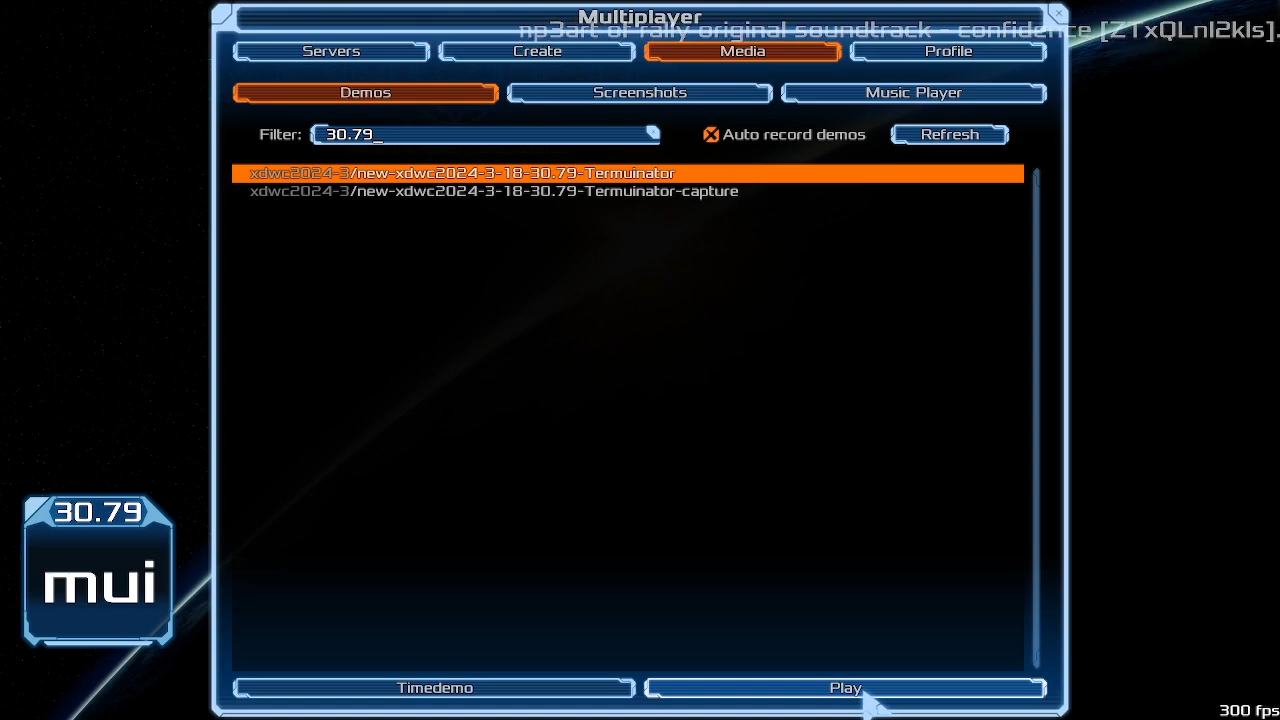 Multiplayer
np3art of rally original soundtrack - confidence [ZTxQLnl2kls].
Servers
Create
Media
Profile
Demos
Screenshots
Music Player
Filter:
30.79_
Auto record demos
Refresh
xdwc2024-3/new-xdwc2024-3-18-30.79-Termuinator
xdwc2024-3/new-xdwc2024-3-18-30.79-Termuinator-capture
30.79
mui
Timedemo
Play
300 fps